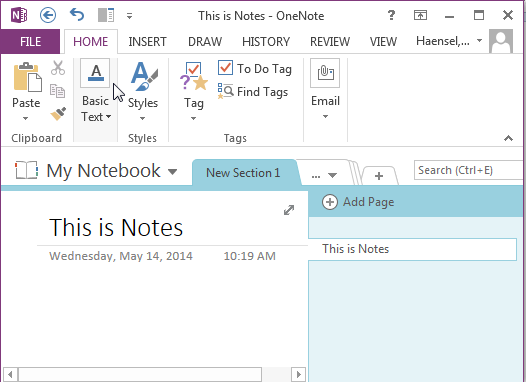 This is Notes - OneNote
FILE HOME INSERT DRAW HISTORY REVIEW VIEW Haensel,...
Paste
Basic Text
Styles
Tag
To Do Tag
Find Tags
Email
Clipboard Styles Tags
My Notebook New Section 1 ... Search (Ctrl+E)
Add Page
This is Notes
Wednesday, May 14, 2014 10:19 AM
This is Notes